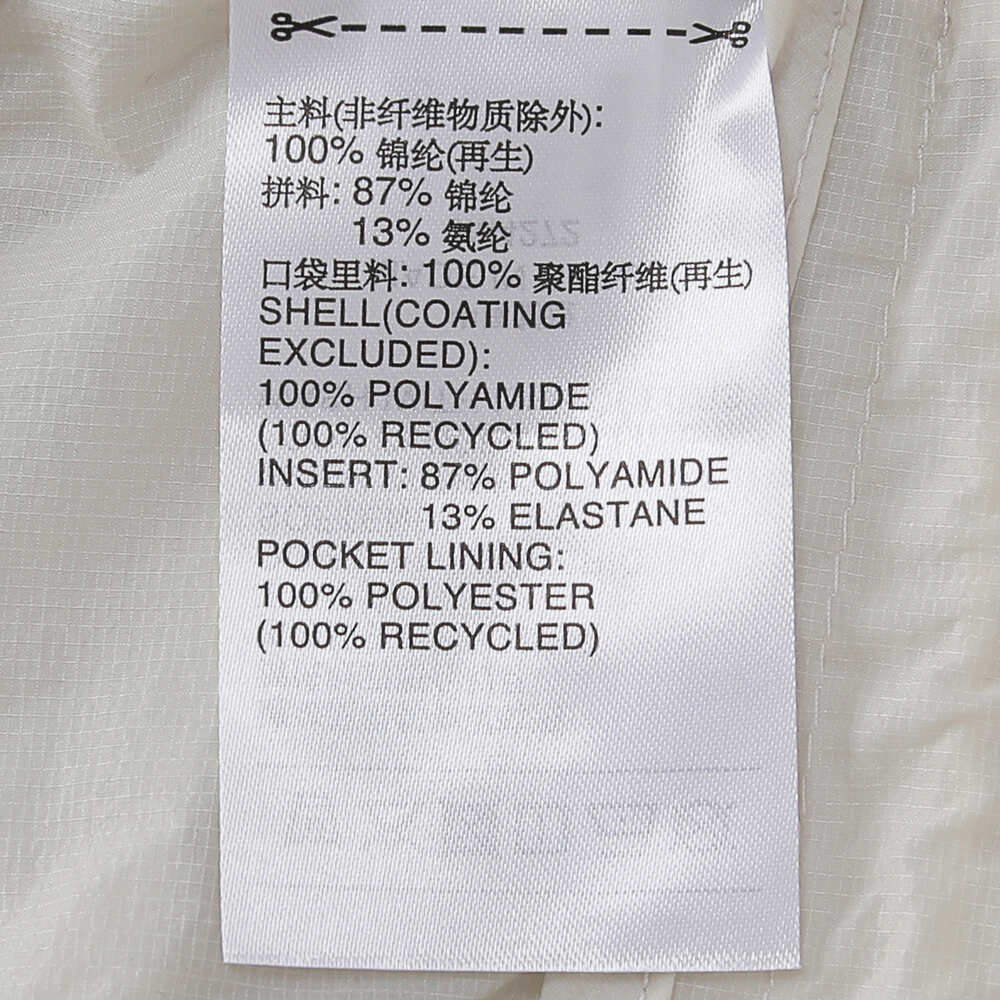 主料(非纤维物质除外):
100% 锦纶(再生)
拼料: 87% 锦纶
13% 氨纶
口袋里料: 100% 聚酯纤维(再生)
SHELL(COATING
EXCLUDED):
100% POLYAMIDE
(100% RECYCLED)
INSERT: 87% POLYAMIDE
13% ELASTANE
POCKET LINING:
100% POLYESTER
(100% RECYCLED)